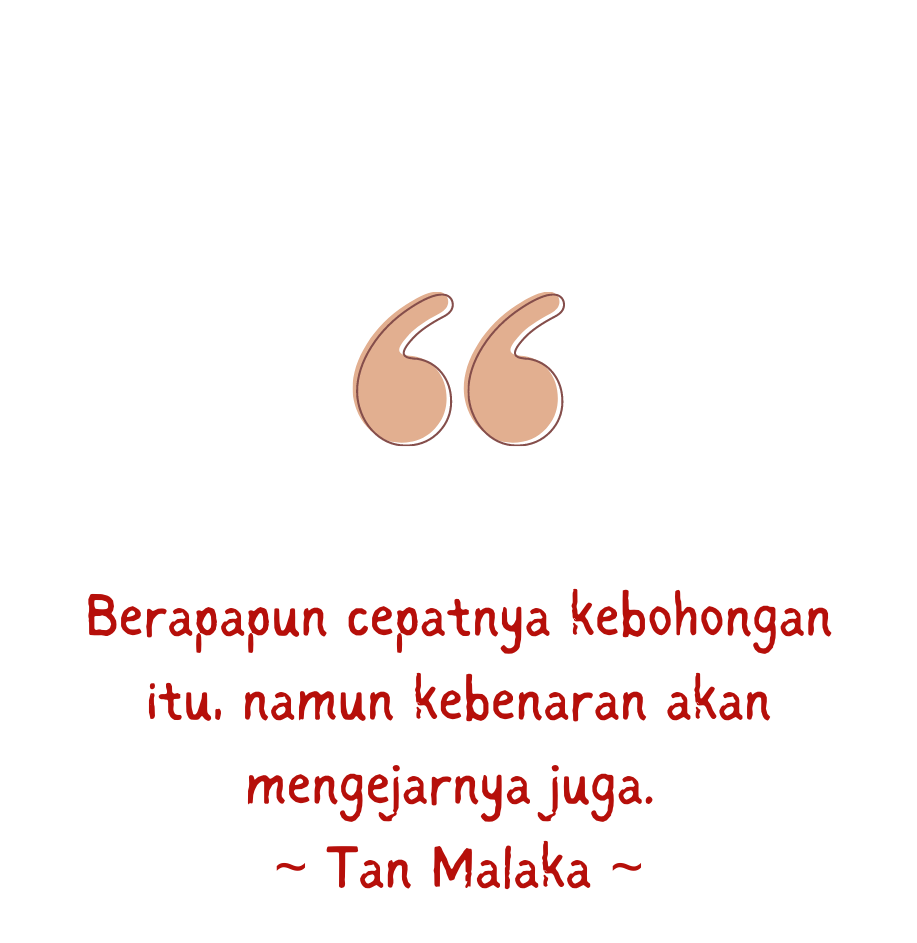 Berapapun cepatnya kebohongan
itu, namun kebenaran akan
mengejarnya juga.
~ Tan Malaka ~